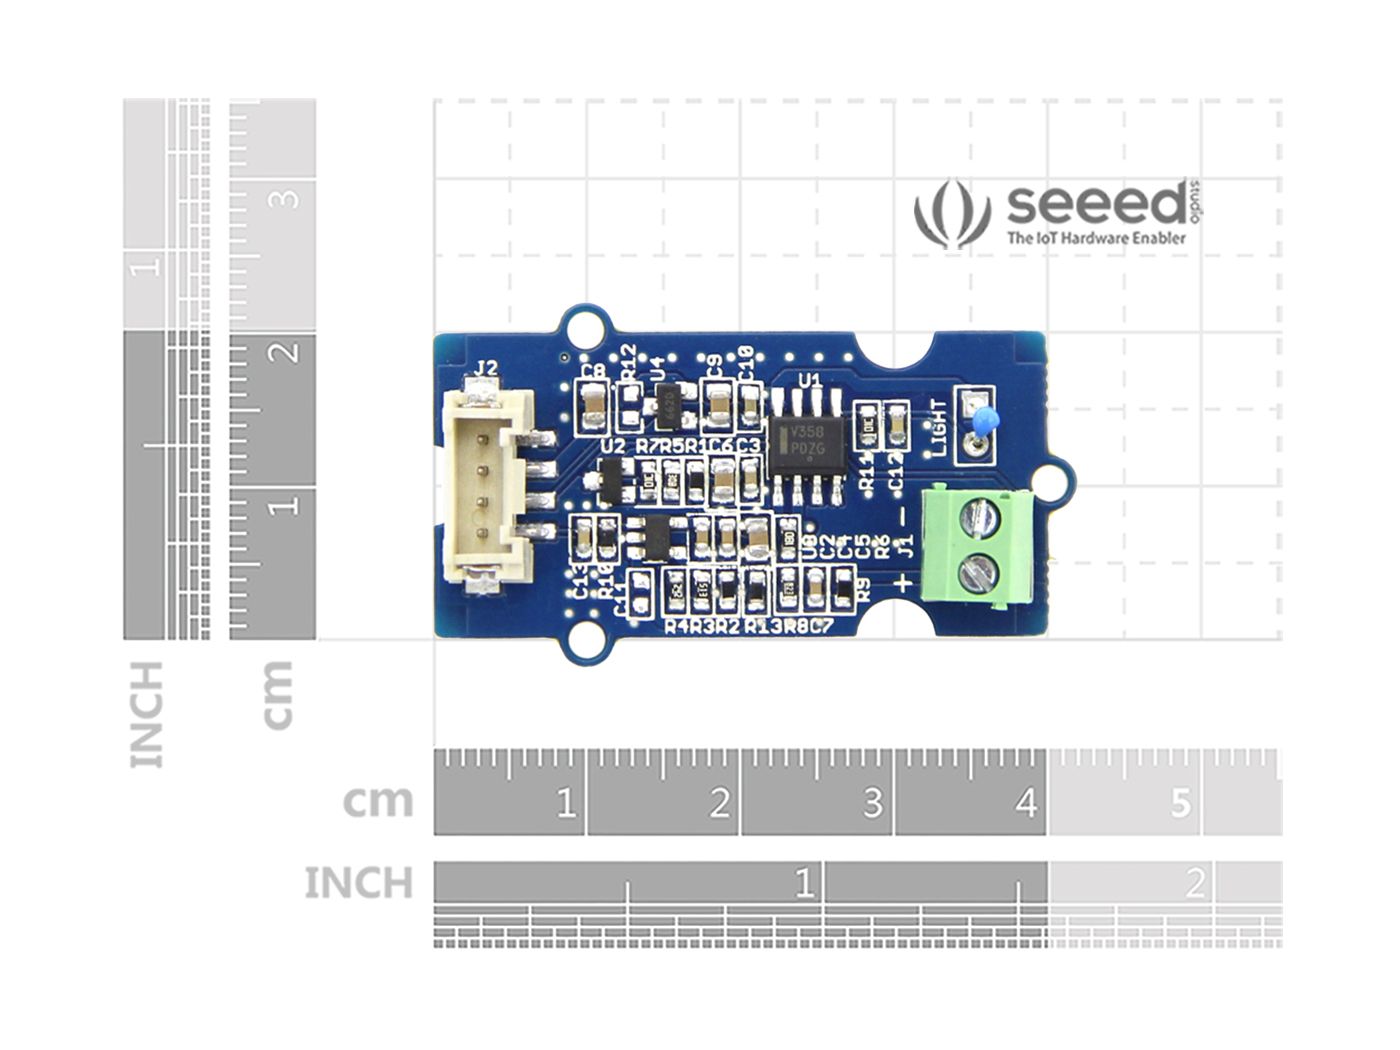 seeed
studio
The IoT Hardware Enabler
3
1
2
1
INCH
cm
J2
C8
R12
U4
C9
C10
U1
662D
V358
PDZG
R11
C12
LIGHT
U2
R7R5R1C6C3
C13
R10
C11
U8
C2
C4
C5
R6
J1
-
+
R9
R4R3R2
R13R8C7
cm
1
2
3
4
5
INCH
1
2